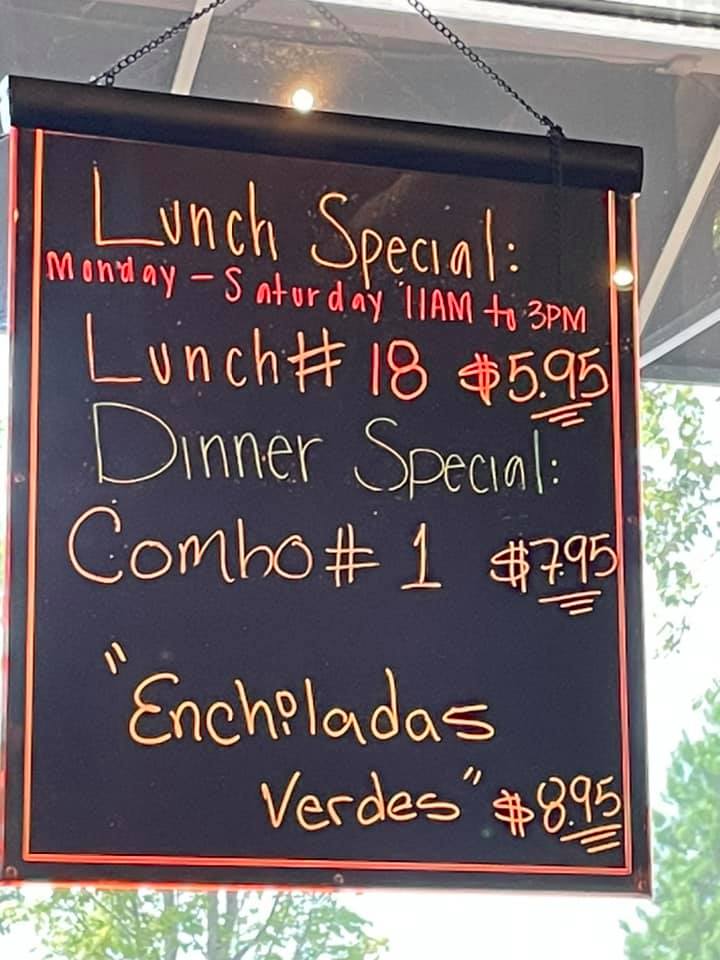 Lunch Special:
Monday - Saturday 11AM to 3PM
Lunch# 18 $5.95
Dinner Special:
Combo# 1 $7.95
"Enchiladas
Verdes" $8.95